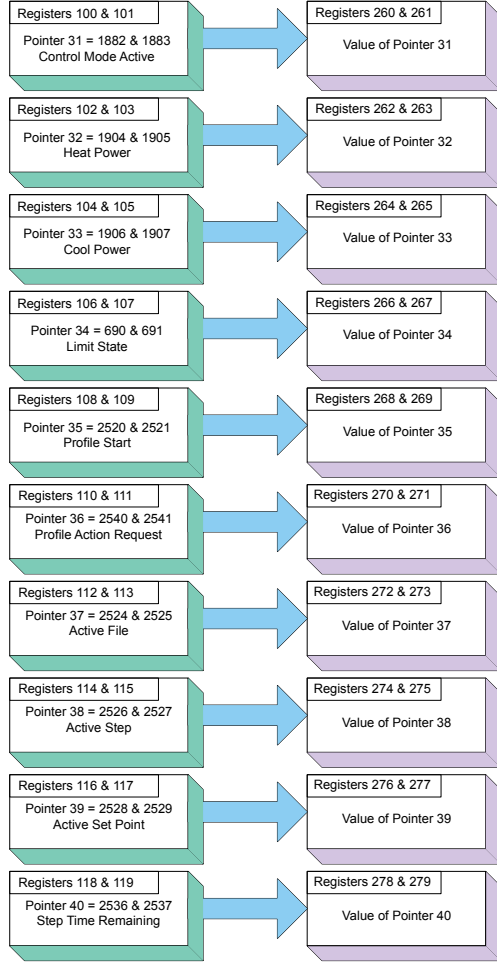 Registers 100 & 101
Pointer 31 = 1882 & 1883
Control Mode Active
Registers 260 & 261
Value of Pointer 31
Registers 102 & 103
Pointer 32 = 1904 & 1905
Heat Power
Registers 262 & 263
Value of Pointer 32
Registers 104 & 105
Pointer 33 = 1906 & 1907
Cool Power
Registers 264 & 265
Value of Pointer 33
Registers 106 & 107
Pointer 34 = 690 & 691
Limit State
Registers 266 & 267
Value of Pointer 34
Registers 108 & 109
Pointer 35 = 2520 & 2521
Profile Start
Registers 268 & 269
Value of Pointer 35
Registers 110 & 111
Pointer 36 = 2540 & 2541
Profile Action Request
Registers 270 & 271
Value of Pointer 36
Registers 112 & 113
Pointer 37 = 2524 & 2525
Active File
Registers 272 & 273
Value of Pointer 37
Registers 114 & 115
Pointer 38 = 2526 & 2527
Active Step
Registers 274 & 275
Value of Pointer 38
Registers 116 & 117
Pointer 39 = 2528 & 2529
Active Set Point
Registers 276 & 277
Value of Pointer 39
Registers 118 & 119
Pointer 40 = 2536 & 2537
Step Time Remaining
Registers 278 & 279
Value of Pointer 40